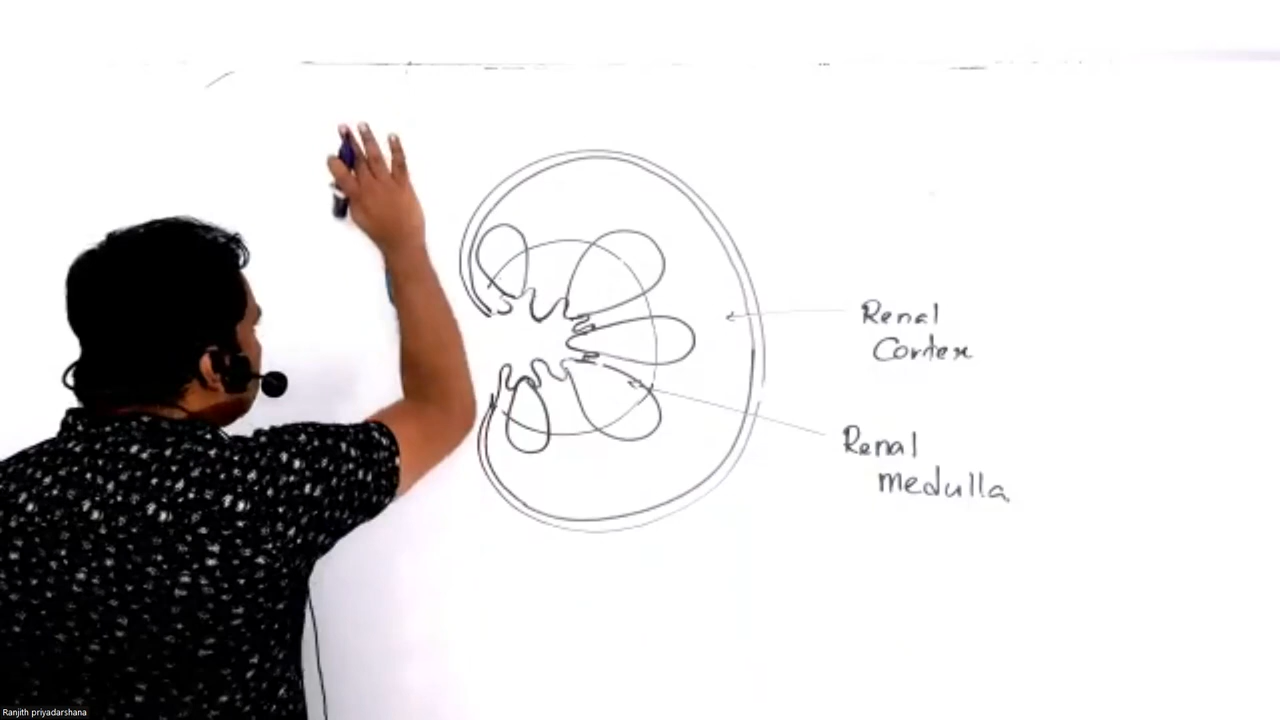 Renal
Cortex
Renal
medulla
Ranjith priyadarshana